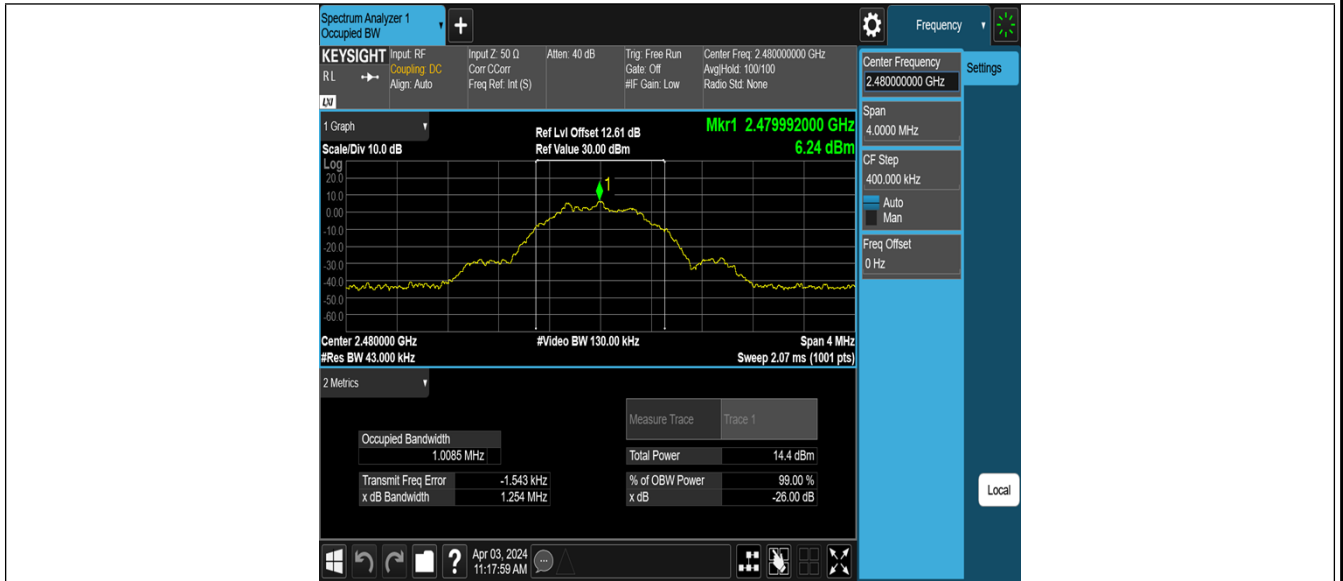 Spectrum Analyzer 1
Occupied BW
+
Frequency
KEYSIGHT
RL
LXI
Input: RF
Coupling: DC
Align: Auto
Input Z: 50 Ω
Corr CCorr
Freq Ref: Int (S)
Atten: 40 dB
Trig: Free Run
Gate: Off
#IF Gain: Low
Center Freq: 2.480000000 GHz
Avg|Hold: 100/100
Radio Std: None
Center Frequency
2.480000000 GHz
Settings
Span
4.0000 MHz
CF Step
400.000 kHz
Auto
Man
Freq Offset
0 Hz
Local
1 Graph
Scale/Div 10.0 dB
Ref Lvl Offset 12.61 dB
Ref Value 30.00 dBm
Mkr1 2.479992000 GHz
6.24 dBm
Log
20.0
10.0
0.00
-10.0
-20.0
-30.0
-40.0
-50.0
-60.0
1
Center 2.480000 GHz
#Res BW 43.000 kHz
#Video BW 130.00 kHz
Span 4 MHz
Sweep 2.07 ms (1001 pts)
2 Metrics
Measure Trace Trace 1
Occupied Bandwidth
1.0085 MHz
Total Power 14.4 dBm
Transmit Freq Error -1.543 kHz
% of OBW Power 99.00 %
x dB Bandwidth 1.254 MHz
x dB -26.00 dB
?
Apr 03, 2024
11:17:59 AM